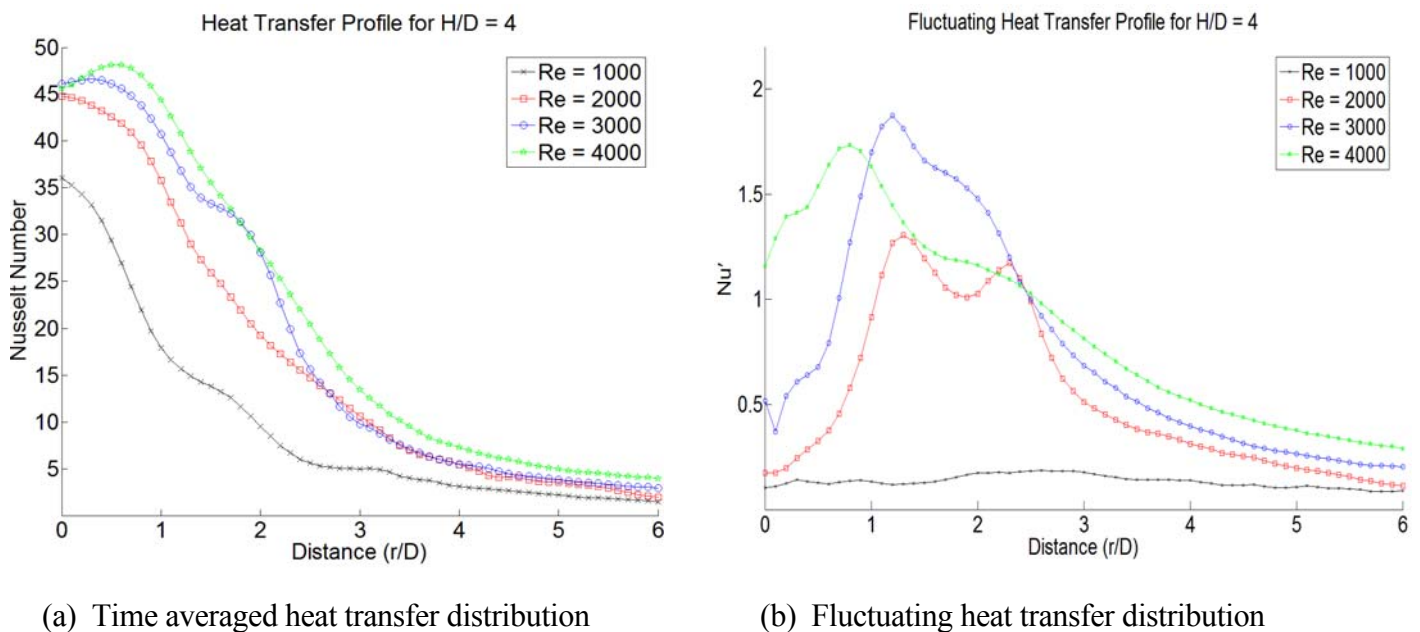 Heat Transfer Profile for H/D = 4
Nusselt Number
50
45
40
35
30
25
20
15
10
5
0
1
2
3
4
5
6
Distance (r/D)
Re = 1000
Re = 2000
Re = 3000
Re = 4000
(a) Time averaged heat transfer distribution
Fluctuating Heat Transfer Profile for H/D = 4
Nu'
2
1.5
1
0.5
0
1
2
3
4
5
6
Distance (r/D)
Re = 1000
Re = 2000
Re = 3000
Re = 4000
(b) Fluctuating heat transfer distribution